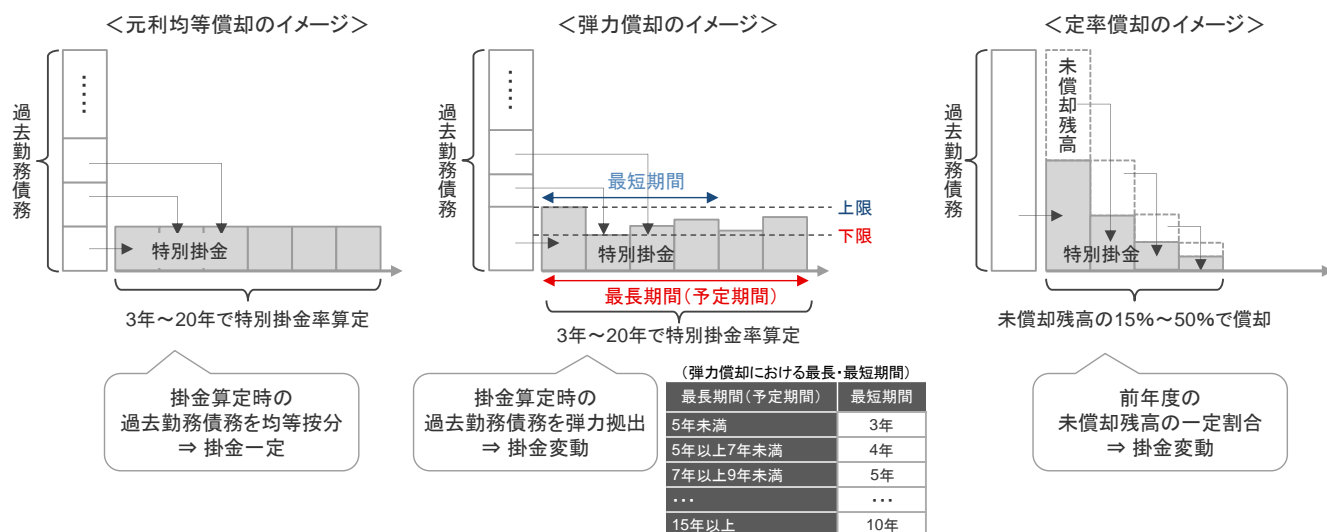 ＜元利均等償却のイメージ＞
過去勤務債務
……
特別掛金
3年～20年で特別掛金率算定
掛金算定時の
過去勤務債務を均等按分
⇒ 掛金一定
＜弾力償却のイメージ＞
過去勤務債務
……
最短期間
上限
下限
特別掛金
最長期間(予定期間)
3年～20年で特別掛金率算定
掛金算定時の
過去勤務債務を弾力拠出
⇒ 掛金変動
(弾力償却における最長・最短期間)
最長期間(予定期間) 最短期間
5年未満 3年
5年以上7年未満 4年
7年以上9年未満 5年
… …
15年以上 10年
＜定率償却のイメージ＞
過去勤務債務
未償却残高
特別掛金
未償却残高の15%～50%で償却
前年度の
未償却残高の一定割合
⇒ 掛金変動